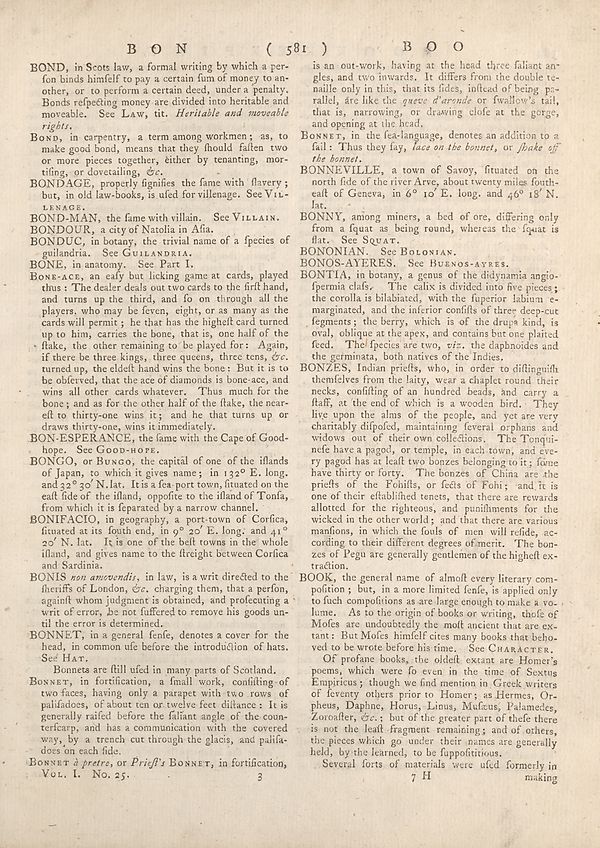 B O N ( 581 ) B O O
BOND, in Scots law, a formal writing by which a per-
ſon binds himſelf to pay a certain ſum of money to an-
other, or to perform a certain deed, under a penalty.
Bonds reſpecting money are divided into heritable and
moveable. See LAW, tit. Heritable and moveable
rights.
BOND, in carpentry, a term among workmen; as, to
make good bond, means that they ſhould faſten two
or more pieces together, either by tenanting, mor-
tiſing, or dovetailing, &c.
BONDAGE, properly ſignifies the ſame with ſlavery;
but, in old law-books, is uſed for villenage. See VIL-
LENAGE.
BOND-MAN, the ſame with villain. See VILLAIN.
BONDOUR, a city of Natolia in Aſia.
BONDUC, in botany, the trivial name of a ſpecies of
guilandria. See GUILANDRIA.
BONE, in anatomy. See Part I.
BONE-ACE, an eaſy but licking game at cards, played
thus: The dealer deals out two cards to the firſt hand,
and turns up the third, and ſo on through all the
players, who may be ſeven, eight, or as many as the
cards will permit; he that has the higheſt card turned
up to him, carries the bone, that is, one half of the
ſtake, the other remaining to be played for: Again,
if there be three kings, three queens, three tens, &c.
turned up, the eldeſt hand wins the bone: But it is to
be obſerved, that the ace of diamonds is bone-ace, and
wins all other cards whatever. Thus much for the
bone; and as for the other half of the ſtake, the near-
eſt to thirty-one wins it; and he that turns up or
draws thirty-one, wins it immediately.
BON-ESPERANCE, the ſame with the Cape of Good-
hope. See GOOD-HOPE.
BONGO, or BUNGO, the capital of one of the iſlands
of Japan, to which it gives name; in 132° E. long.
and 32° 30′ N. lat. It is a ſea-port town, ſituated on the
eaſt ſide of the iſland, oppoſite to the iſland of Tonſa,
from which it is ſeparated by a narrow channel.
BONIFACIO, in geography, a port-town of Corſica,
ſituated at its ſouth end, in 9° 20′ E. long. and 41°
20′ N. lat. It is one of the beſt towns in the whole
iſland, and gives name to the ſtreight between Corſica
and Sardinia.
BONIS non amovendis, in law, is a writ directed to the
ſheriffs of London, &c. charging them, that a perſon,
againſt whom judgment is obtained, and proſecuting a
writ of error, be not ſuffered to remove his goods un-
til the error is determined.
BONNET, in a general ſenſe, denotes a cover for the
head, in common uſe before the introduction of hats.
See HAT.
Bonnets are ſtill uſed in many parts of Scotland.
BONNET, in fortification, a ſmall work, conſiſting of
two faces, having only a parapet with two rows of
paliſadoes, of about ten or twelve feet diſtance: It is
generally raiſed before the ſaliant angle of the coun-
terſcarp, and has a communication with the covered
way, by a trench cut through the glacis, and paliſa-
does on each ſide.
BONNET à pretre, or Prieſt's BONNET, in fortification,
VOL. I. No. 25. 3
is an out-work, having at the head three ſaliant an-
gles, and two inwards. It differs from the double te-
naille only in this, that its ſides, inſtead of being pa-
rallel, are like the queve d'aronde or ſwallow's tail,
that is, narrowing, or drawing cloſe at the gorge,
and opening at the head.
BONNET, in the ſea-language, denotes an addition to a
ſail: Thus they ſay, lace on the bonnet, or ſhake off
the bonnet.
BONNEVILLE, a town of Savoy, ſituated on the
north ſide of the river Arve, about twenty miles ſouth-
eaſt of Geneva, in 6° 10′ E. long. and 46° 18′ N.
lat.
BONNY, among miners, a bed of ore, differing only
from a ſquat as being round, whereas the ſquat is
flat. See SQUAT.
BONONIAN. See BOLONIAN.
BONOS-AYERES. See BUENOS-AYRES.
BONTIA, in botany, a genus of the didynamia angio-
ſpermia claſs. The calix is divided into five pieces;
the corolla is bilabiated, with the ſuperior labium e-
marginated, and the inferior conſiſts of three deep-cut
ſegments; the berry, which is of the drupa kind, is
oval, oblique at the apex, and contains but one plaited
ſeed. The ſpecies are two, viz. the daphnoides and
the germinata, both natives of the Indies.
BONZES, Indian prieſts, who, in order to diſtinguiſh
themſelves from the laity, wear a chaplet round their
necks, conſiſting of an hundred beads, and carry a
ſtaff, at the end of which is a wooden bird. They
live upon the alms of the people, and yet are very
charitably diſpoſed, maintaining ſeveral orphans and
widows out of their own collections. The Tonqui-
neſe have a pagod, or temple, in each town, and eve-
ry pagod has at leaſt two bonzes belonging to it; ſome
have thirty or forty. The bonzes of China are the
prieſts of the Fohiſts, or ſects of Fohi; and it is
one of their eſtabliſhed tenets, that there are rewards
allotted for the righteous, and puniſhments for the
wicked in the other world; and that there are various
manſions, in which the ſouls of men will reſide, ac-
cording to their different degrees of merit. The bon-
zes of Pegu are generally gentlemen of the higheſt ex-
traction.
BOOK, the general name of almoſt every literary com-
poſition; but, in a more limited ſenſe, is applied only
to ſuch compoſitions as are large enough to make a vo-
lume. As to the origin of books or writing, thoſe of
Moſes are undoubtedly the moſt ancient that are ex-
tant: But Moſes himſelf cites many books that beho-
ved to be wrote before his time. See CHARACTER.
Of profane books, the oldeſt extant are Homer's
poems, which were ſo even in the time of Sextus
Empiricus; though we find mention in Greek writers
of ſeventy others prior to Homer; as Hermes, Or-
pheus, Daphne, Horus, Linus, Muſæus, Palamedes,
Zoroaſter, &c.; but of the greater part of theſe there
is not the leaſt fragment remaining; and of others,
the pieces which go under their names are generally
held, by the learned, to be ſuppoſititious.
Several ſorts of materials were uſed formerly in
7 H making